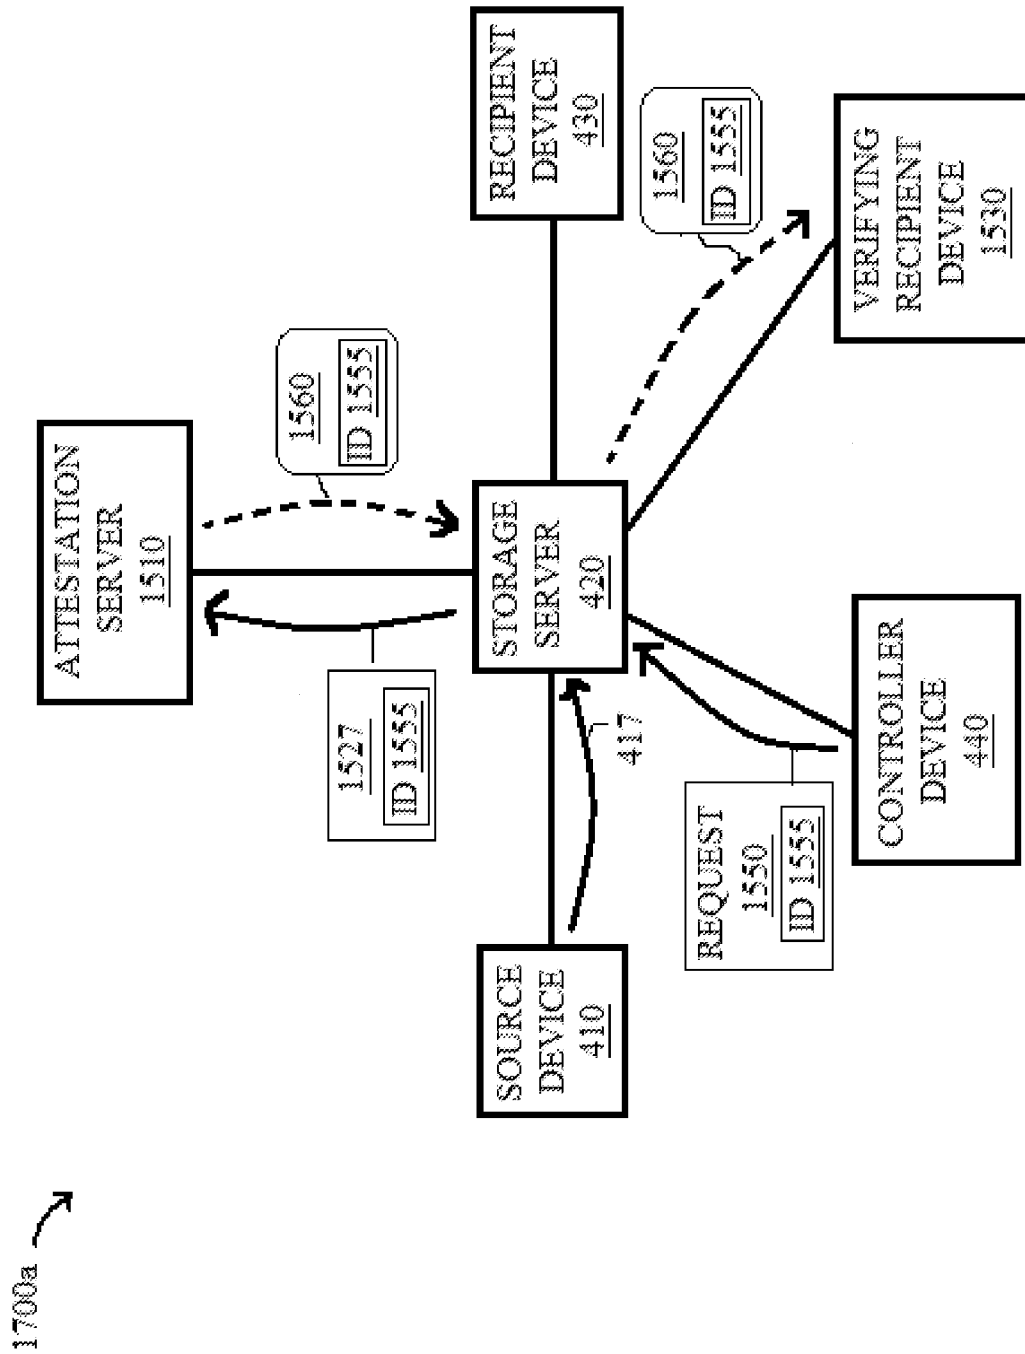 1700a
ATTESTATION
SERVER
1510
1527
ID 1555
1560
ID 1555
SOURCE
DEVICE
410
417
STORAGE
SERVER
420
RECIPIENT
DEVICE
430
REQUEST
1550
ID 1555
1560
ID 1555
CONTROLLER
DEVICE
440
VERIFYING
RECIPIENT
DEVICE
1530